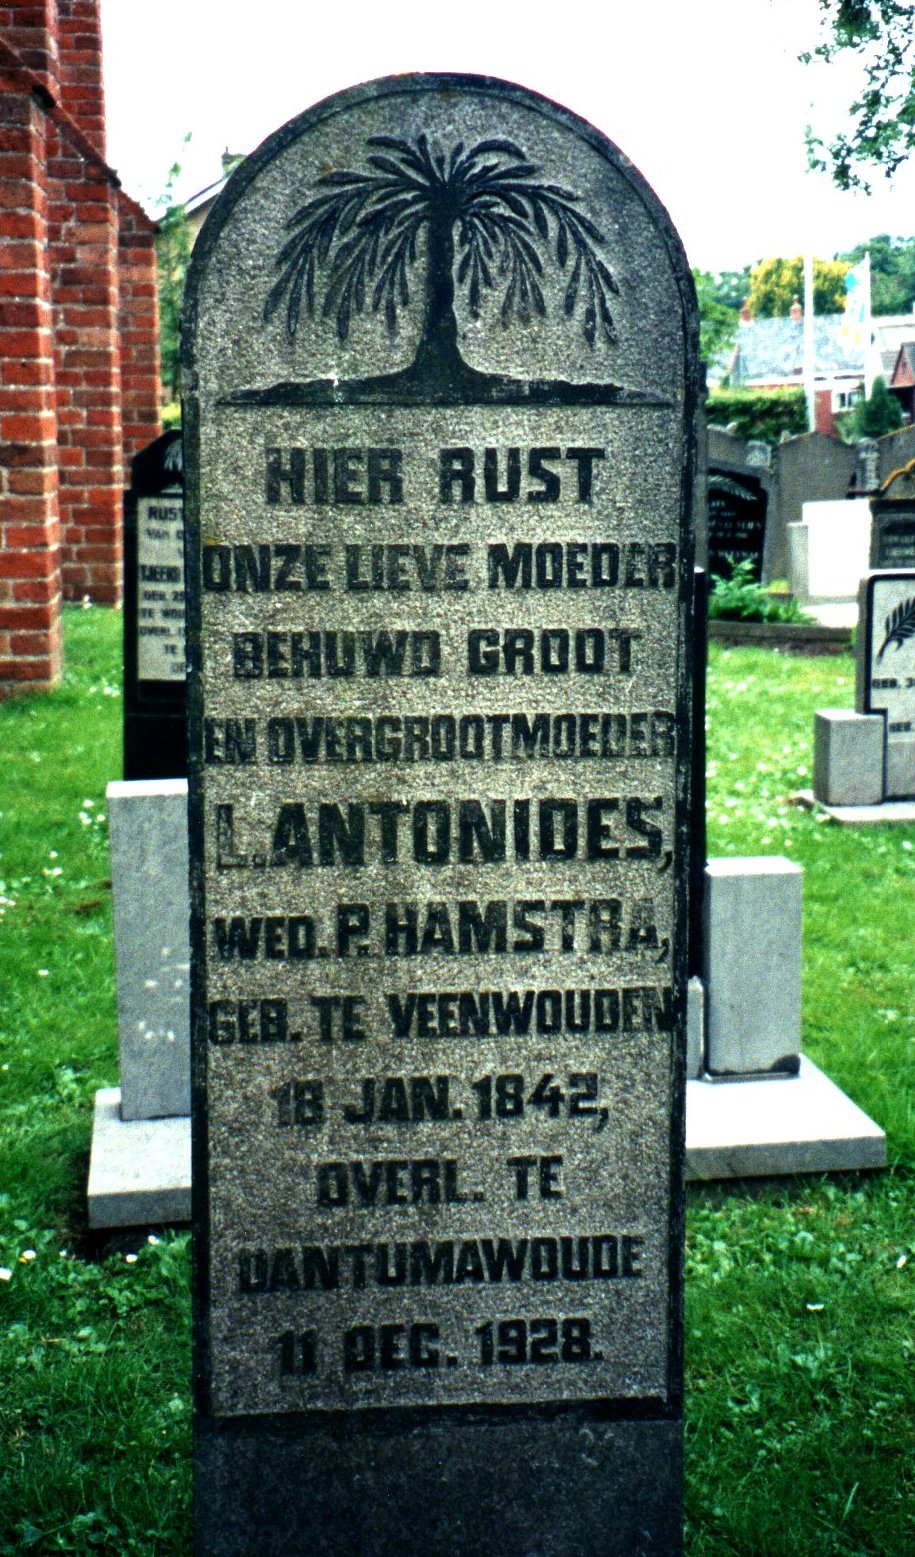 HIER RUST
ONZE LIEVE MOEDER
BEHUWD GROOT
EN OVERGROOTMOEDER
L. ANTONIDES,
WED. P. HAMSTRA,
GEB. TE VEENWOUDEN
18 JAN. 1842,
OVERL. TE
DANTUMAWOUDE
11 DEC. 1928.
RUST